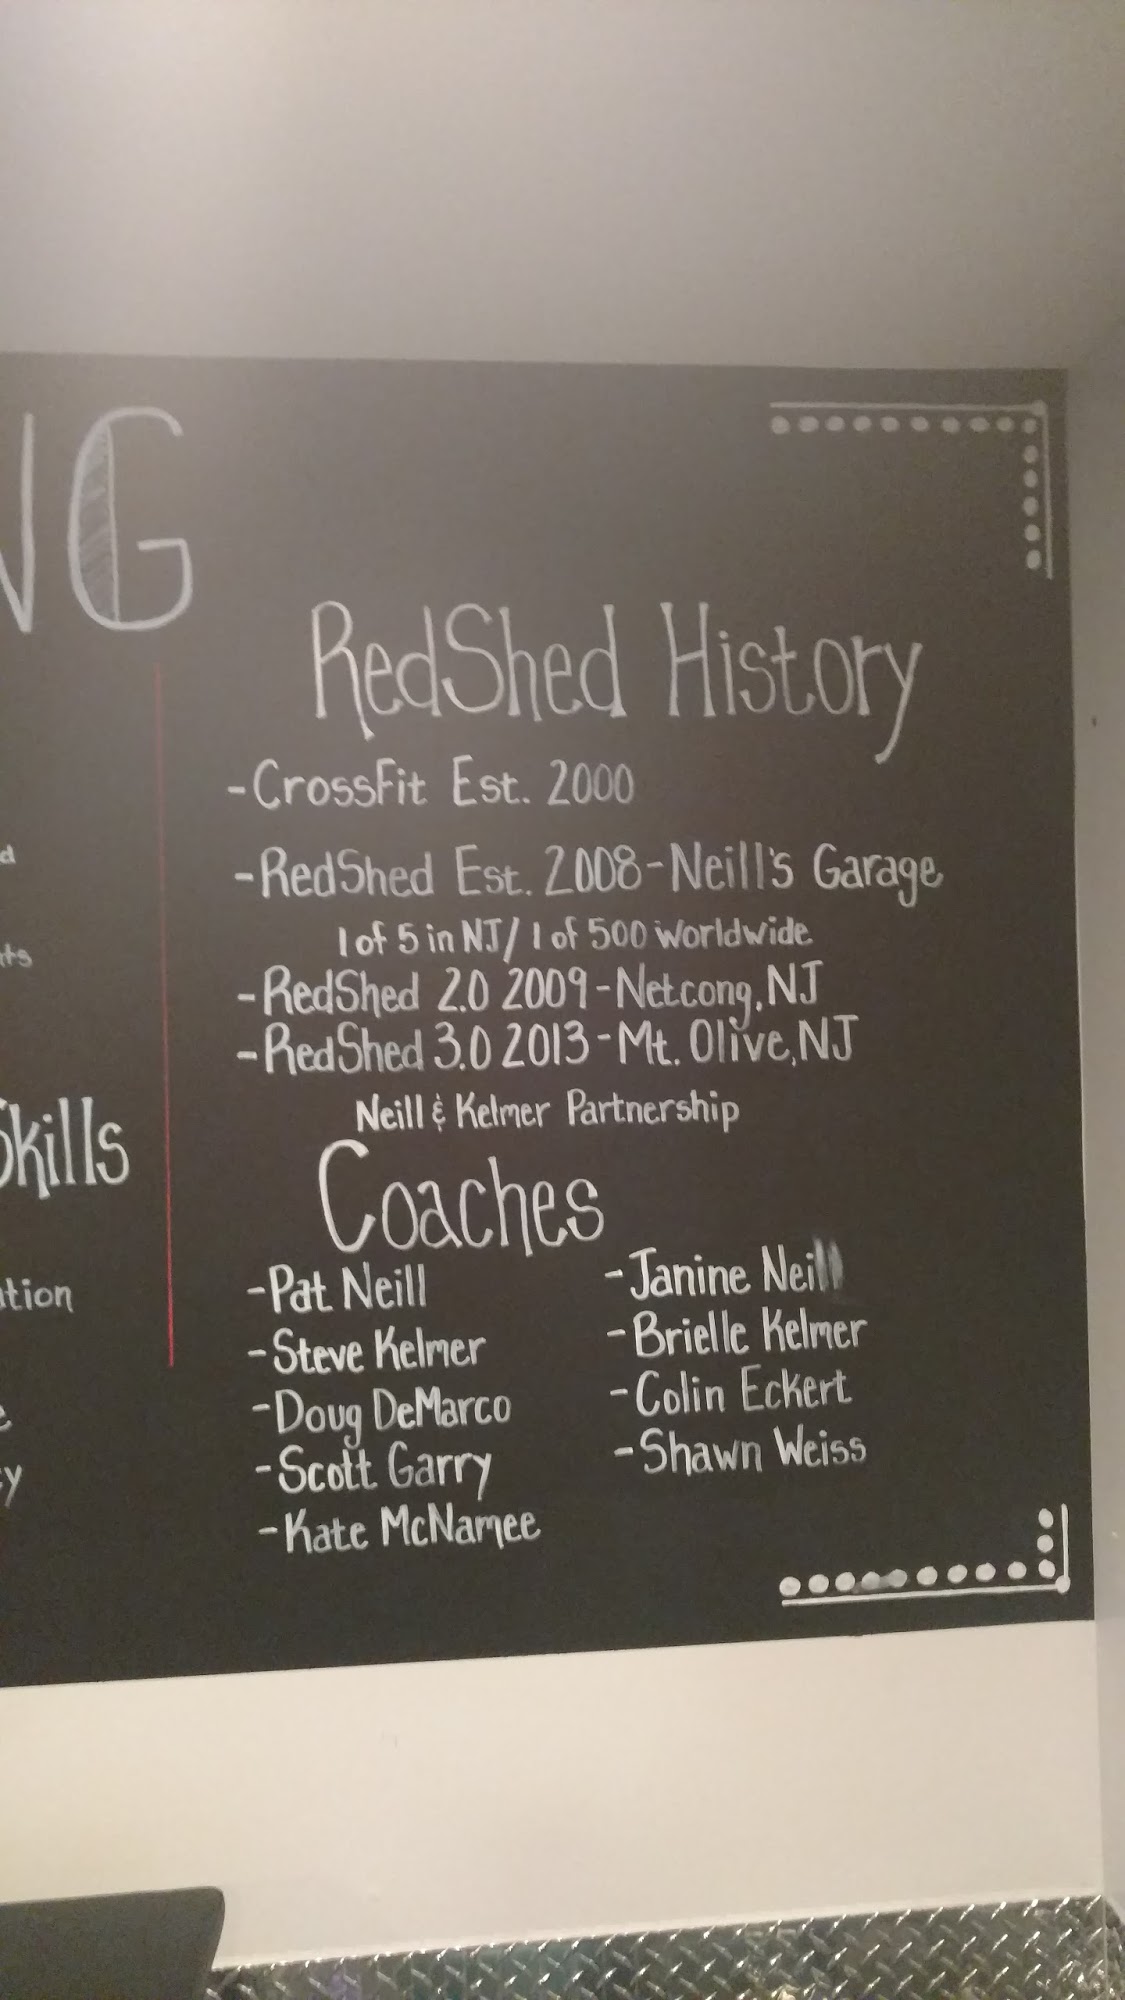 NG
RedShed History
-CrossFit Est. 2000
-RedShed Est. 2008-Neill's Garage
1 of 5 in NJ/ 1 of 500 Worldwide
-RedShed 2.0 2009-Netcong, NJ
-RedShed 3.0 2013-Mt. Olive, NJ
Neill & Kelmer Partnership
Skills
Coaches
-Pat Neill
-Steve Kelmer
-Doug DeMarco
-Scott Garry
-Kate McNamee
-Janine Neill
-Brielle Kelmer
-Colin Eckert
-Shawn Weiss